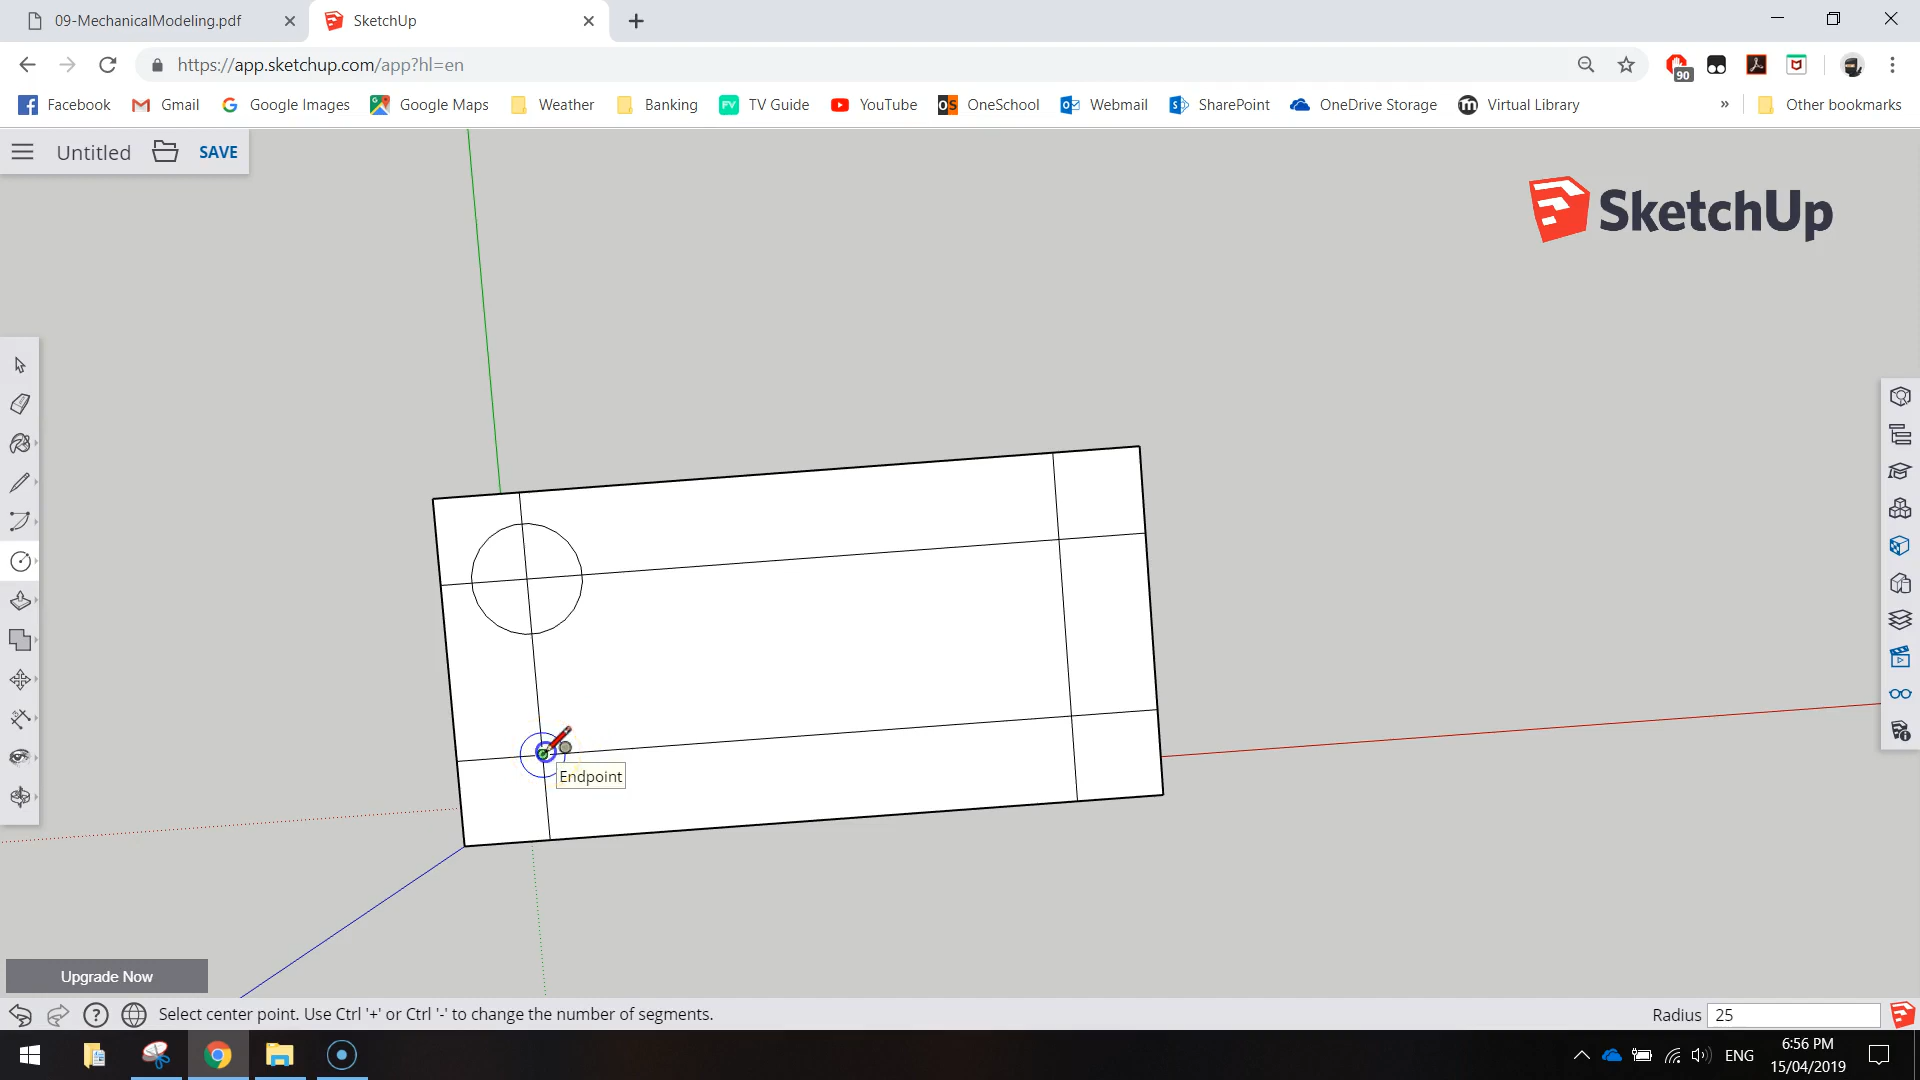 09-MechanicalModeling.pdf
SketchUp
https://app.sketchup.com/app?hl=en
90
Facebook
Gmail
Google Images
Google Maps
Weather
Banking
FV
TV Guide
YouTube
OS
OneSchool
Webmail
SharePoint
OneDrive Storage
Virtual Library
»
Other bookmarks
Untitled
SAVE
SketchUp
Endpoint
Upgrade Now
Select center point. Use Ctrl '+' or Ctrl '-' to change the number of segments.
Radius
25
ENG
6:56 PM
15/04/2019